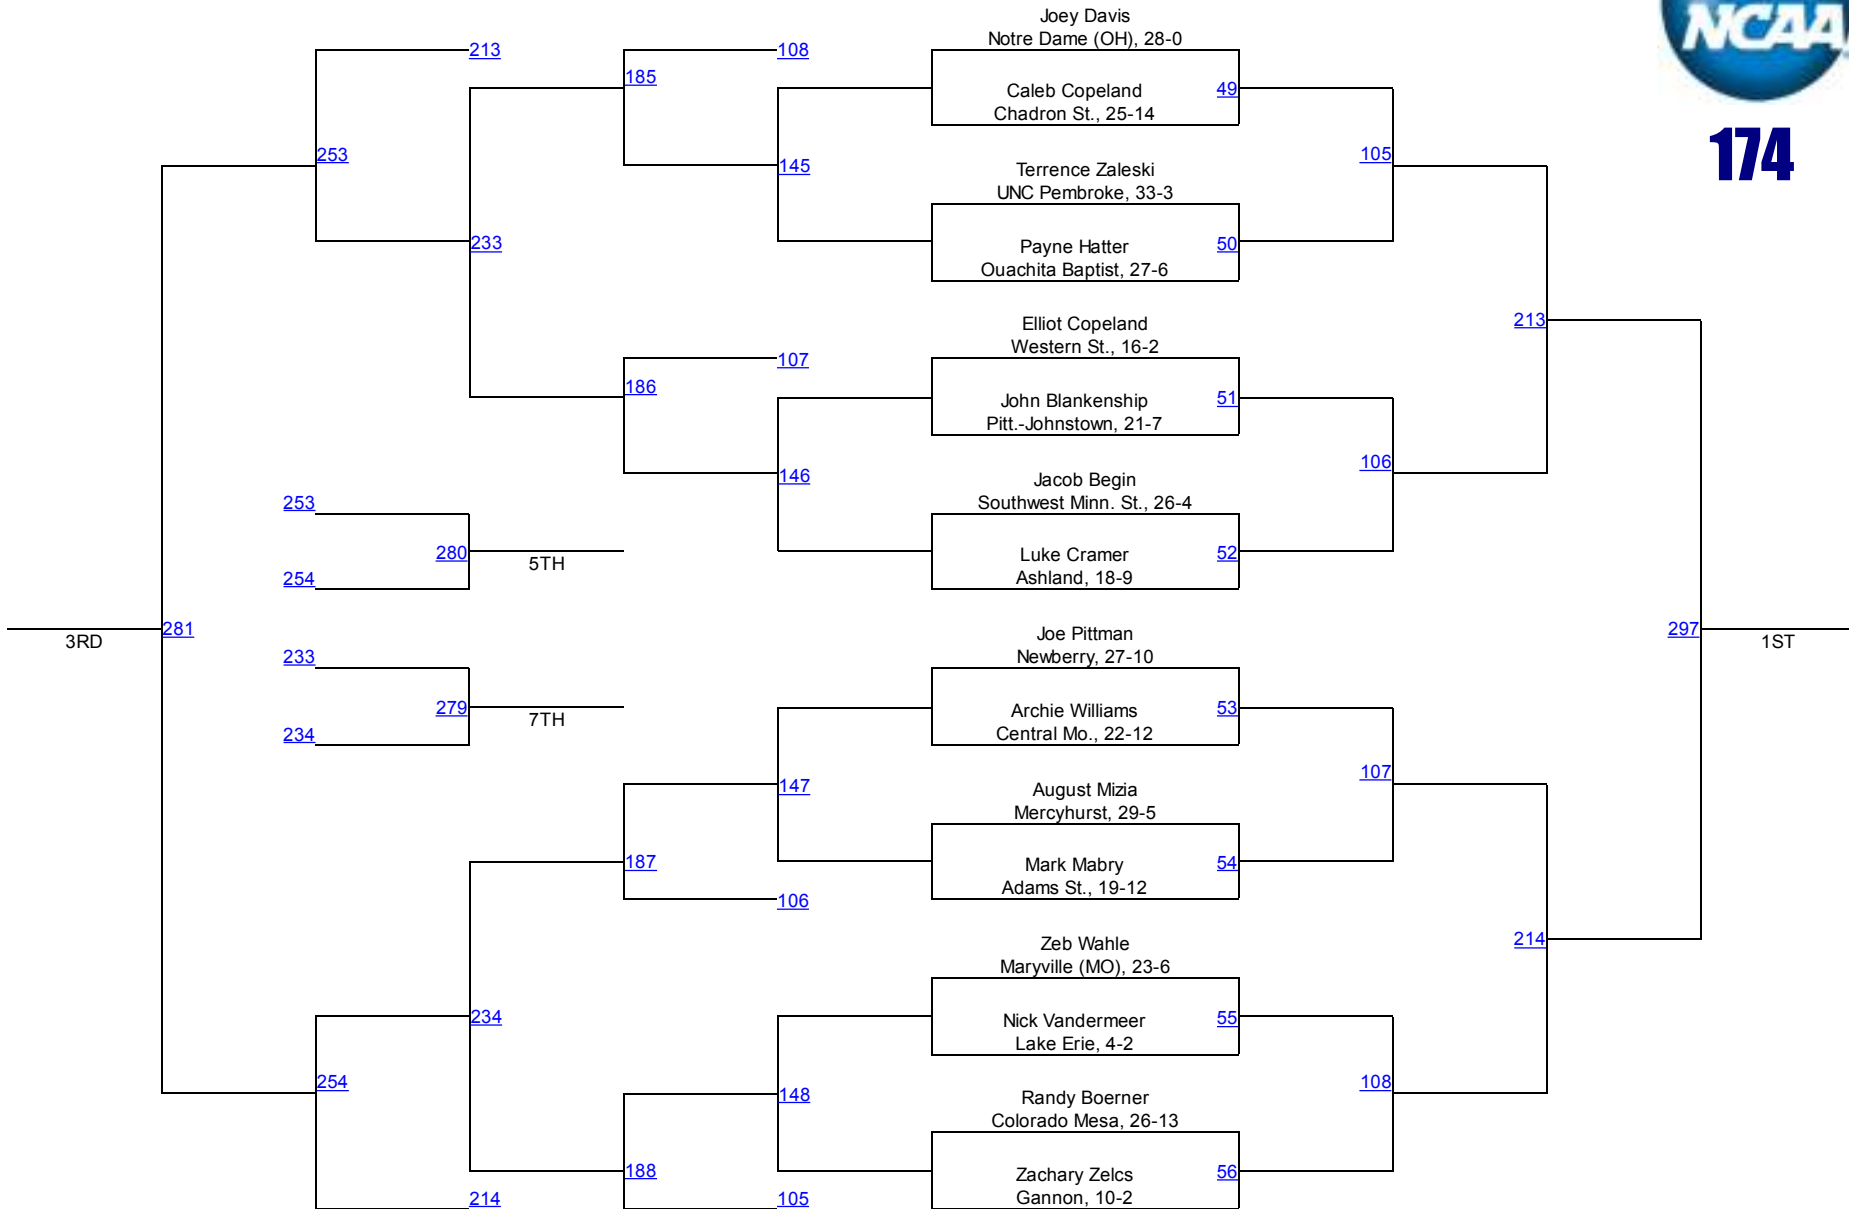 NCAA
174
Joey Davis
Notre Dame (OH), 28-0
213
108
185
Caleb Copeland
49
Chadron St., 25-14
253
145
105
Terrence Zaleski
UNC Pembroke, 33-3
233
Payne Hatter
50
Ouachita Baptist, 27-6
Elliot Copeland
213
Western St., 16-2
107
186
John Blankenship
51
Pitt.-Johnstown, 21-7
146
106
Jacob Begin
253
Southwest Minn. St., 26-4
280
5TH
Luke Cramer
52
254
Ashland, 18-9
3RD
281
Joe Pittman
297
1ST
233
Newberry, 27-10
279
7TH
Archie Williams
53
234
Central Mo., 22-12
147
107
August Mizia
Mercyhurst, 29-5
187
Mark Mabry
54
Adams St., 19-12
106
Zeb Wahle
214
Maryville (MO), 23-6
234
Nick Vandermeer
55
Lake Erie, 4-2
254
148
108
Randy Boerner
Colorado Mesa, 26-13
188
Zachary Zelcs
56
214
105
Gannon, 10-2